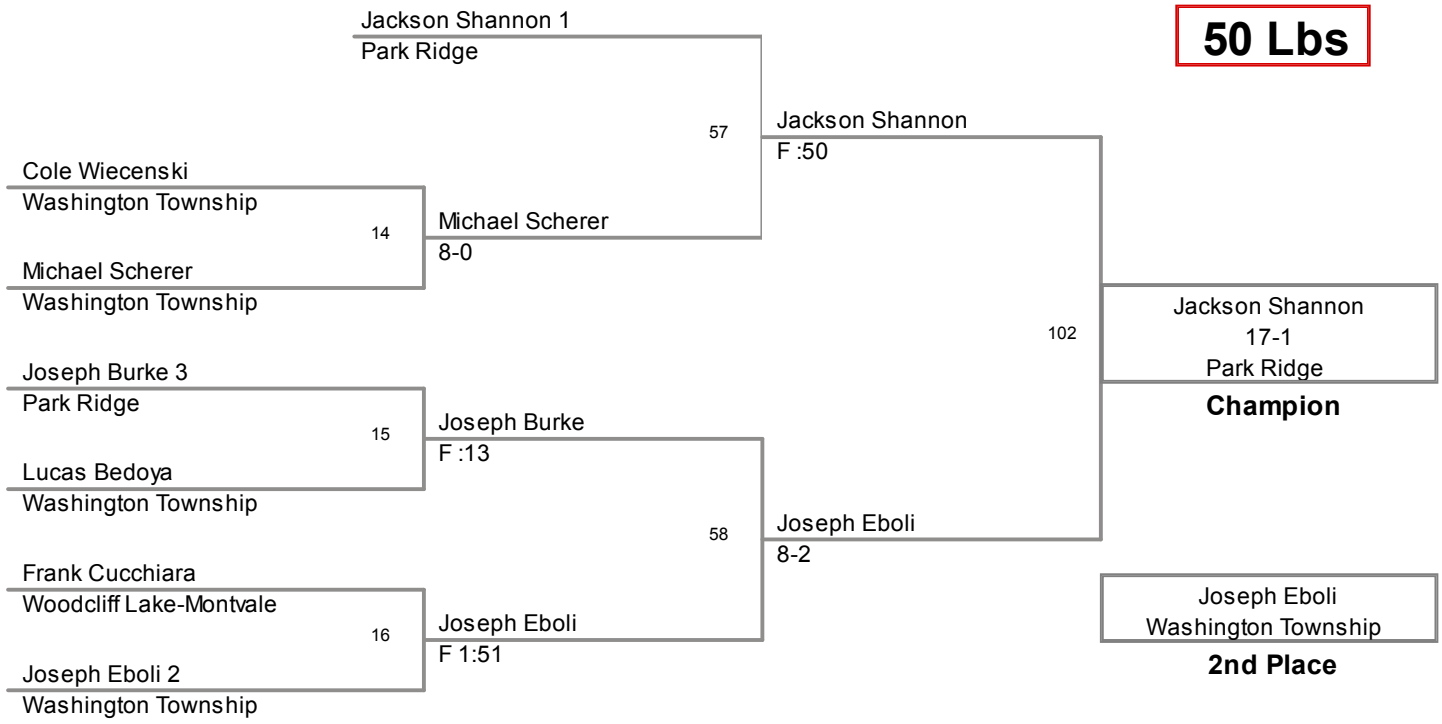 Jackson Shannon 1
Park Ridge
50 Lbs
57
Jackson Shannon
F :50
Cole Wiecenski
Washington Township
14
Michael Scherer
8-0
Michael Scherer
Washington Township
102
Jackson Shannon
17-1
Park Ridge
Champion
Joseph Burke 3
Park Ridge
15
Joseph Burke
F :13
Lucas Bedoya
Washington Township
58
Joseph Eboli
8-2
Frank Cucchiara
Woodcliff Lake-Montvale
16
Joseph Eboli
F 1:51
Joseph Eboli 2
Washington Township
Joseph Eboli
Washington Township
2nd Place